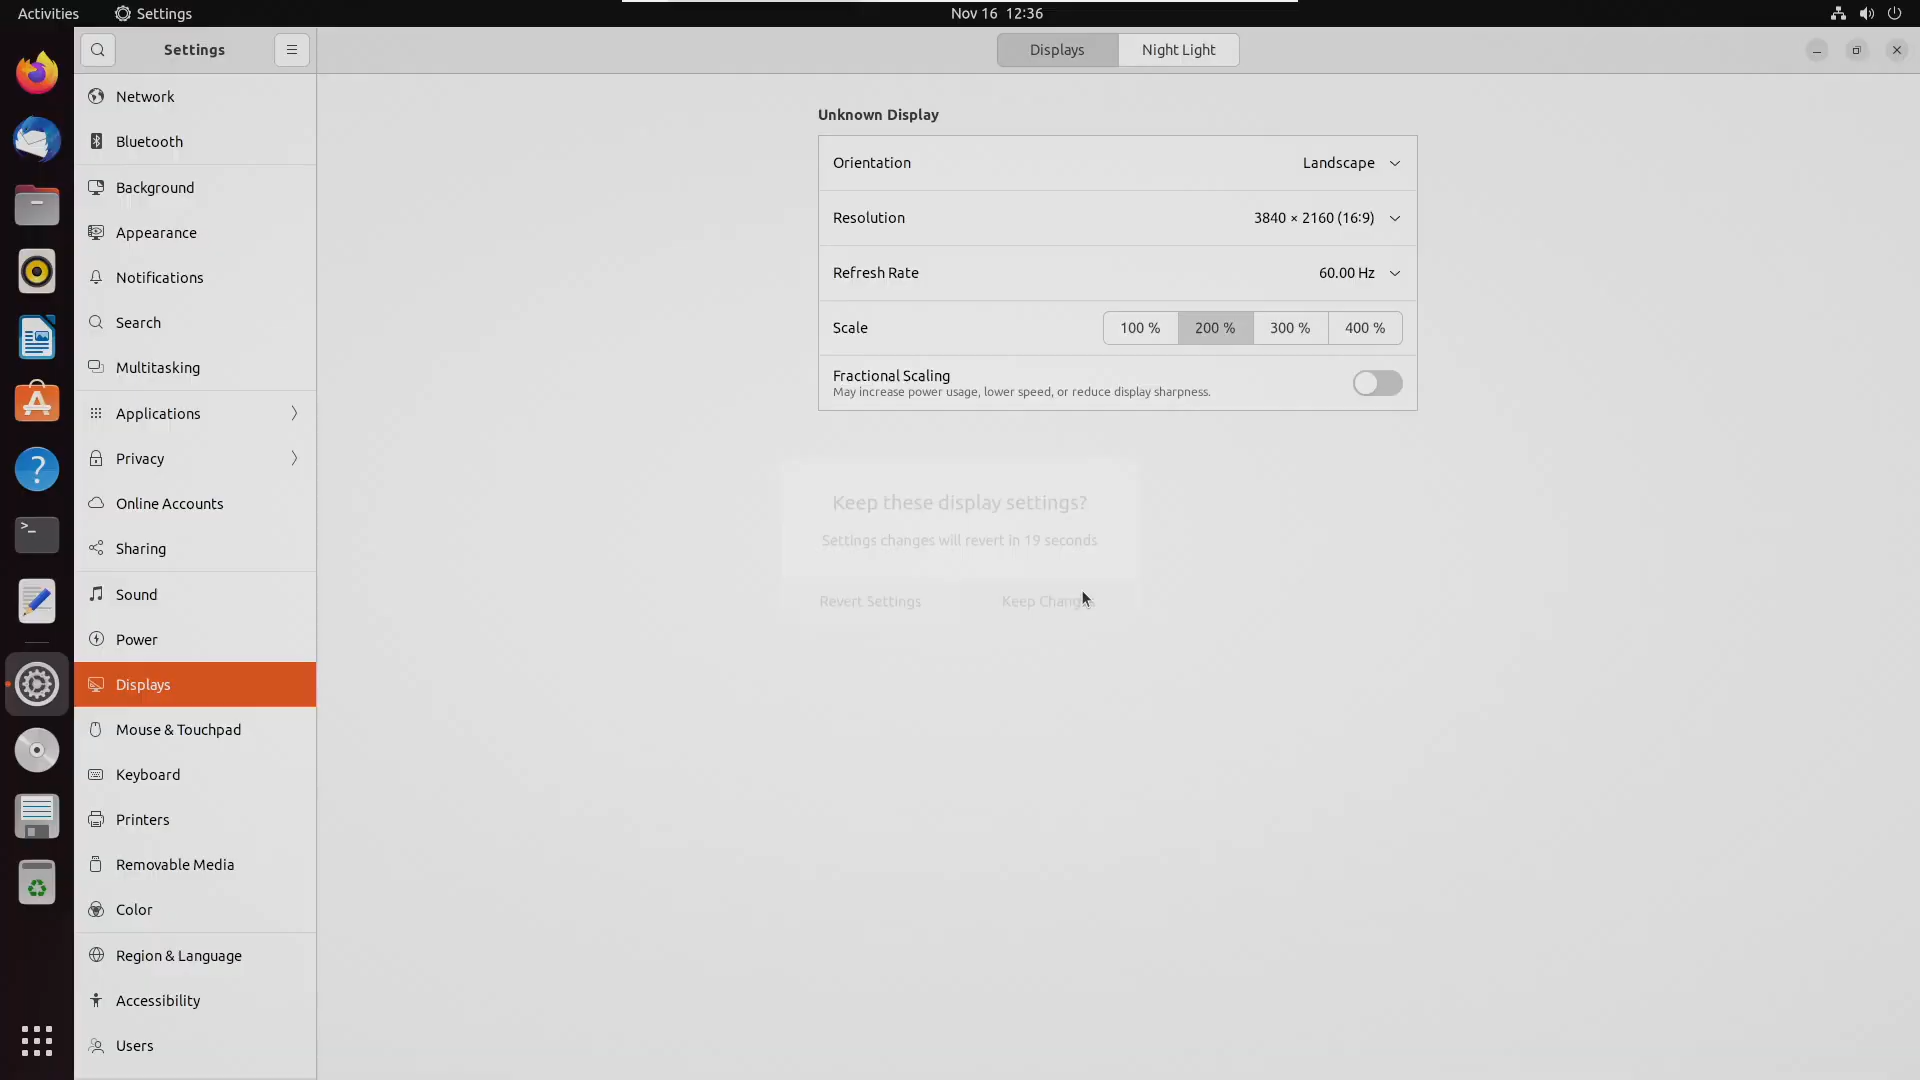 Activities
Settings
Nov 16 12:36
Settings
Displays
Night Light
Network
Bluetooth
Background
Appearance
Notifications
Search
Multitasking
Applications
Privacy
Online Accounts
Sharing
Sound
Power
Displays
Mouse & Touchpad
Keyboard
Printers
Removable Media
Color
Region & Language
Accessibility
Users
Unknown Display
Orientation
Landscape
Resolution
3840 × 2160 (16:9)
Refresh Rate
60.00 Hz
Scale
100 %
200 %
300 %
400 %
Fractional Scaling
May increase power usage, lower speed, or reduce display sharpness.
Keep these display settings?
Settings changes will revert in 19 seconds
Revert Settings
Keep Changes